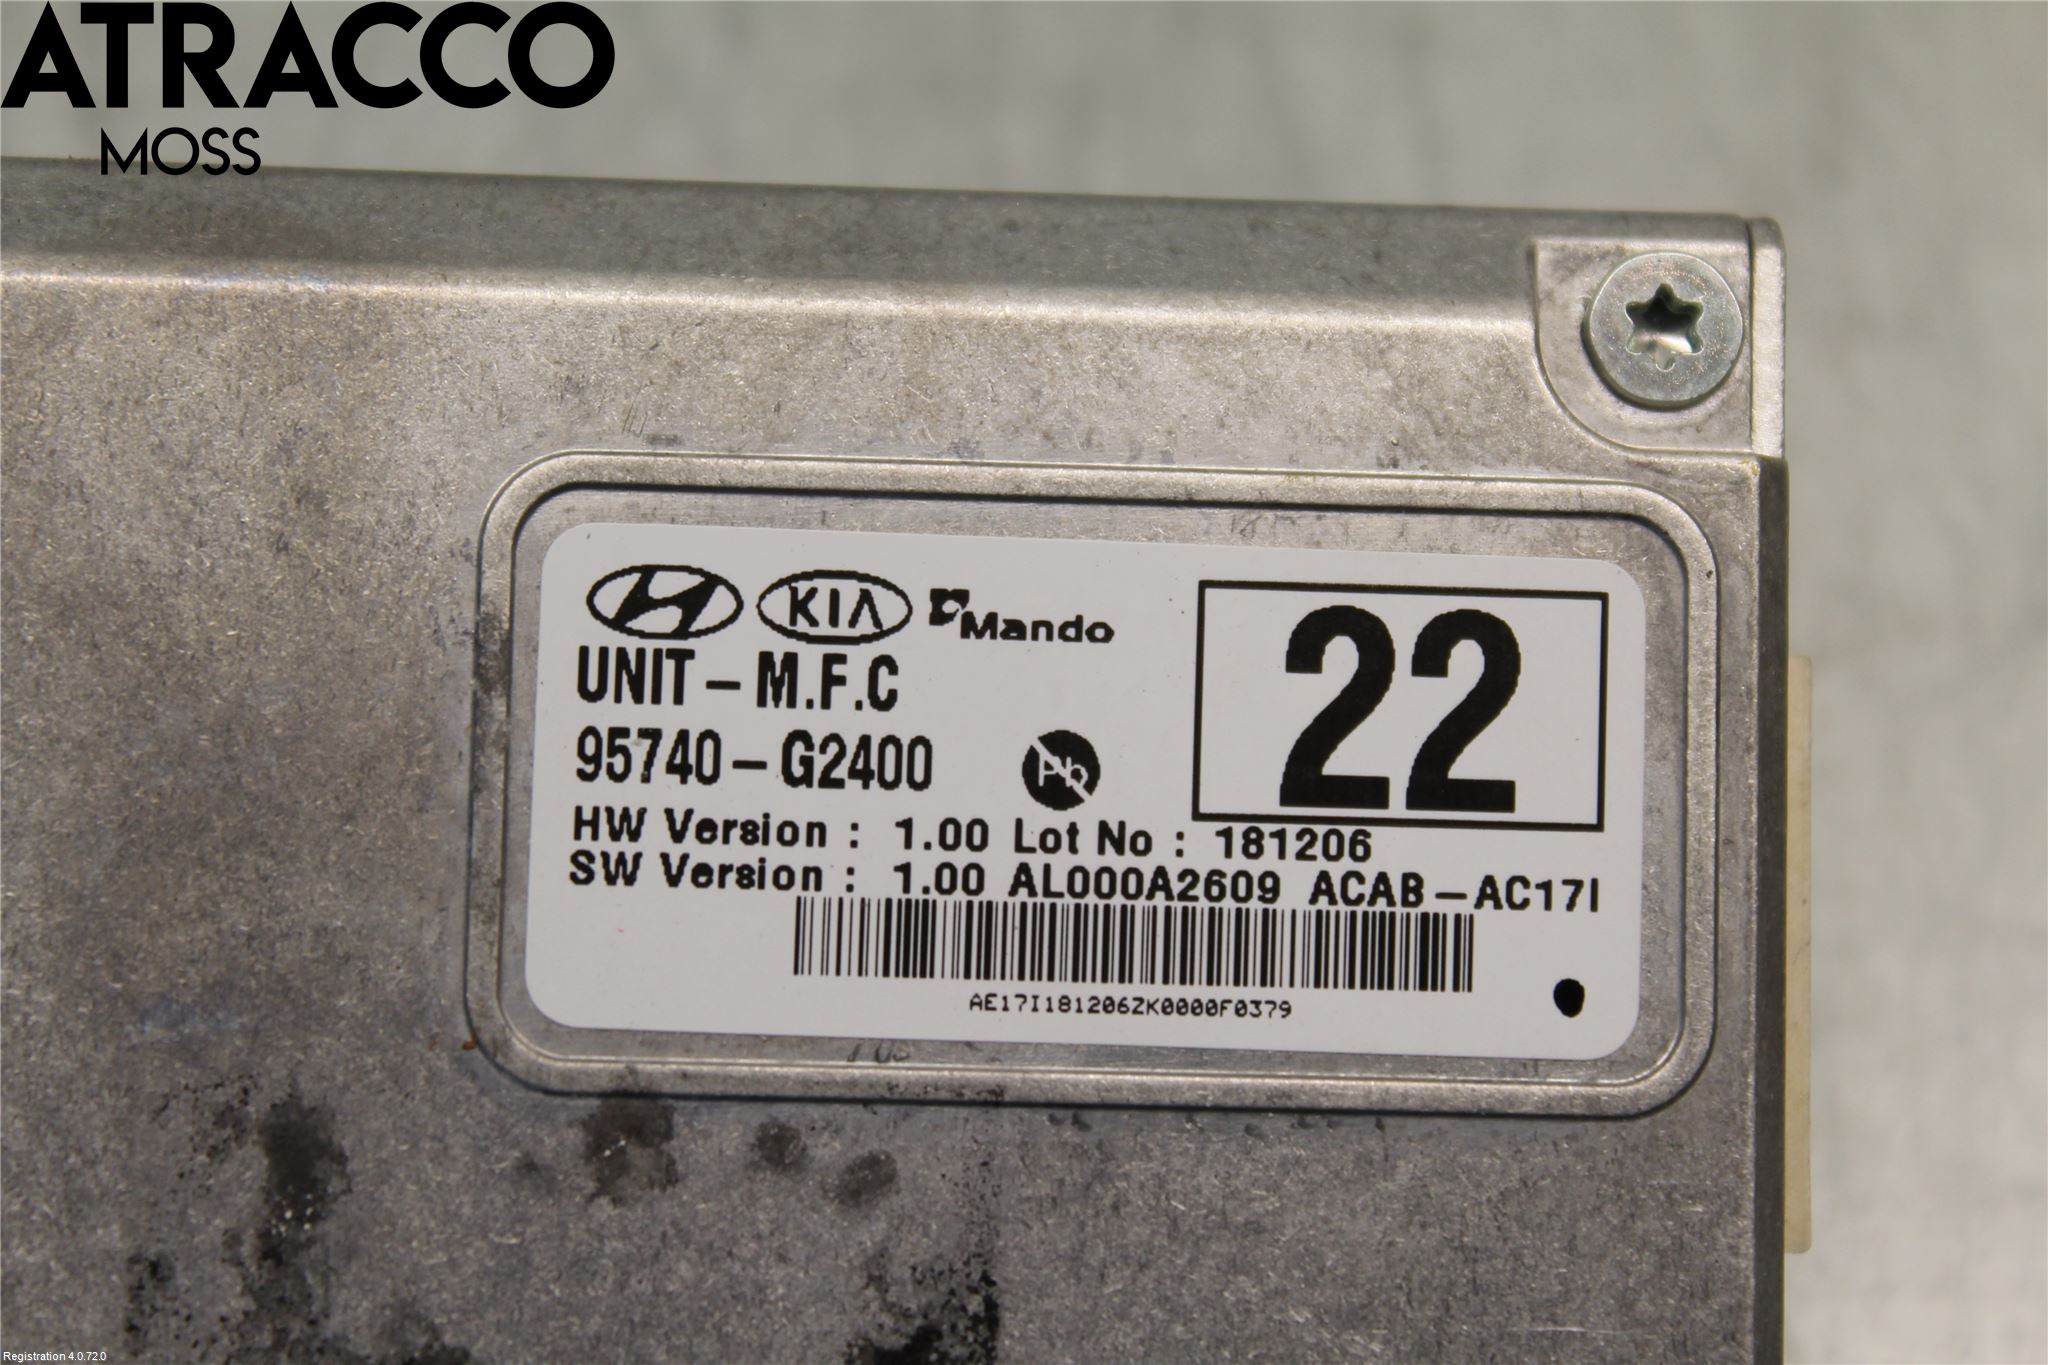 ATRACCO
MOSS
KIA Mando
22
UNIT-M.F.C
95740-G2400
Pb
HW Version : 1.00 Lot No : 181206
SW Version : 1.00 AL000A2609 ACAB-AC17I
AE17I181206ZK0000F0379
Registration 4.0.72.0